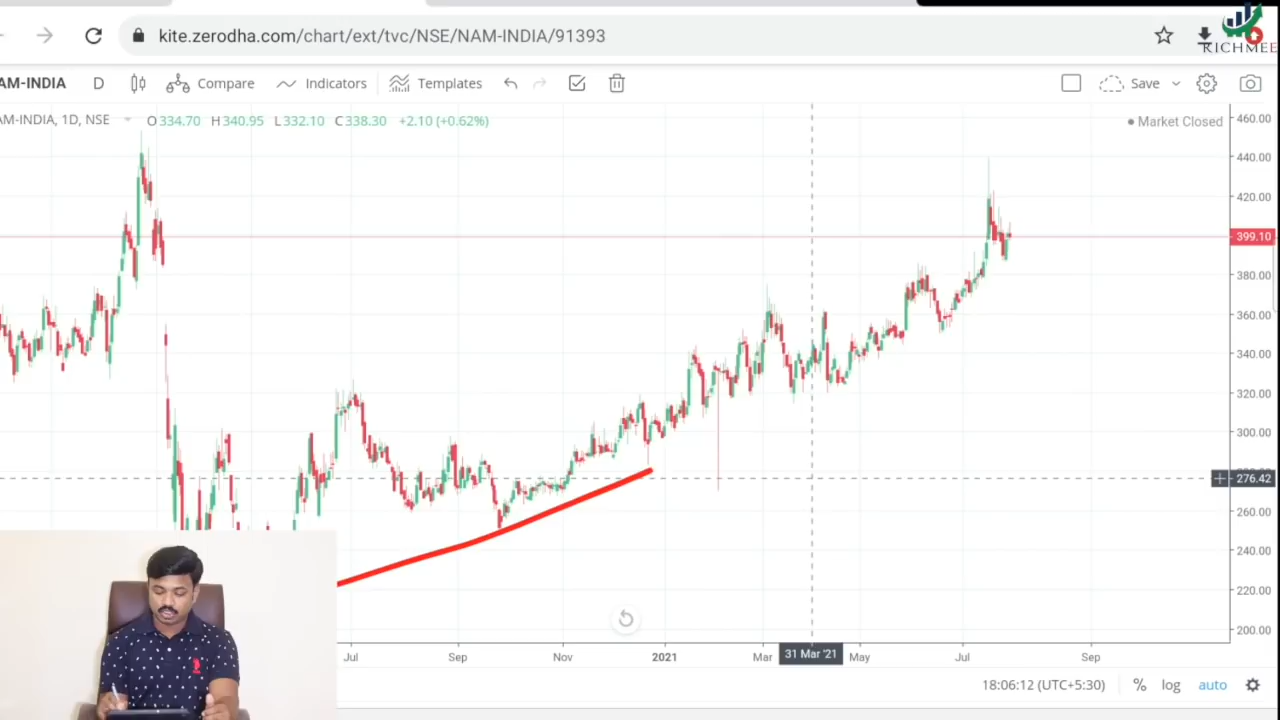 kite.zerodha.com/chart/ext/tvc/NSE/NAM-INDIA/91393
RICHMEE
AM-INDIA D Compare Indicators Templates Save
AM-INDIA, 1D, NSE O334.70 H340.95 L332.10 C338.30 +2.10 (+0.62%)
Market Closed
460.00
440.00
420.00
399.10
380.00
360.00
340.00
320.00
300.00
276.42
260.00
240.00
220.00
200.00
Jul Sep Nov 2021 Mar 31 Mar '21 May Jul Sep
18:06:12 (UTC+5:30) % log auto